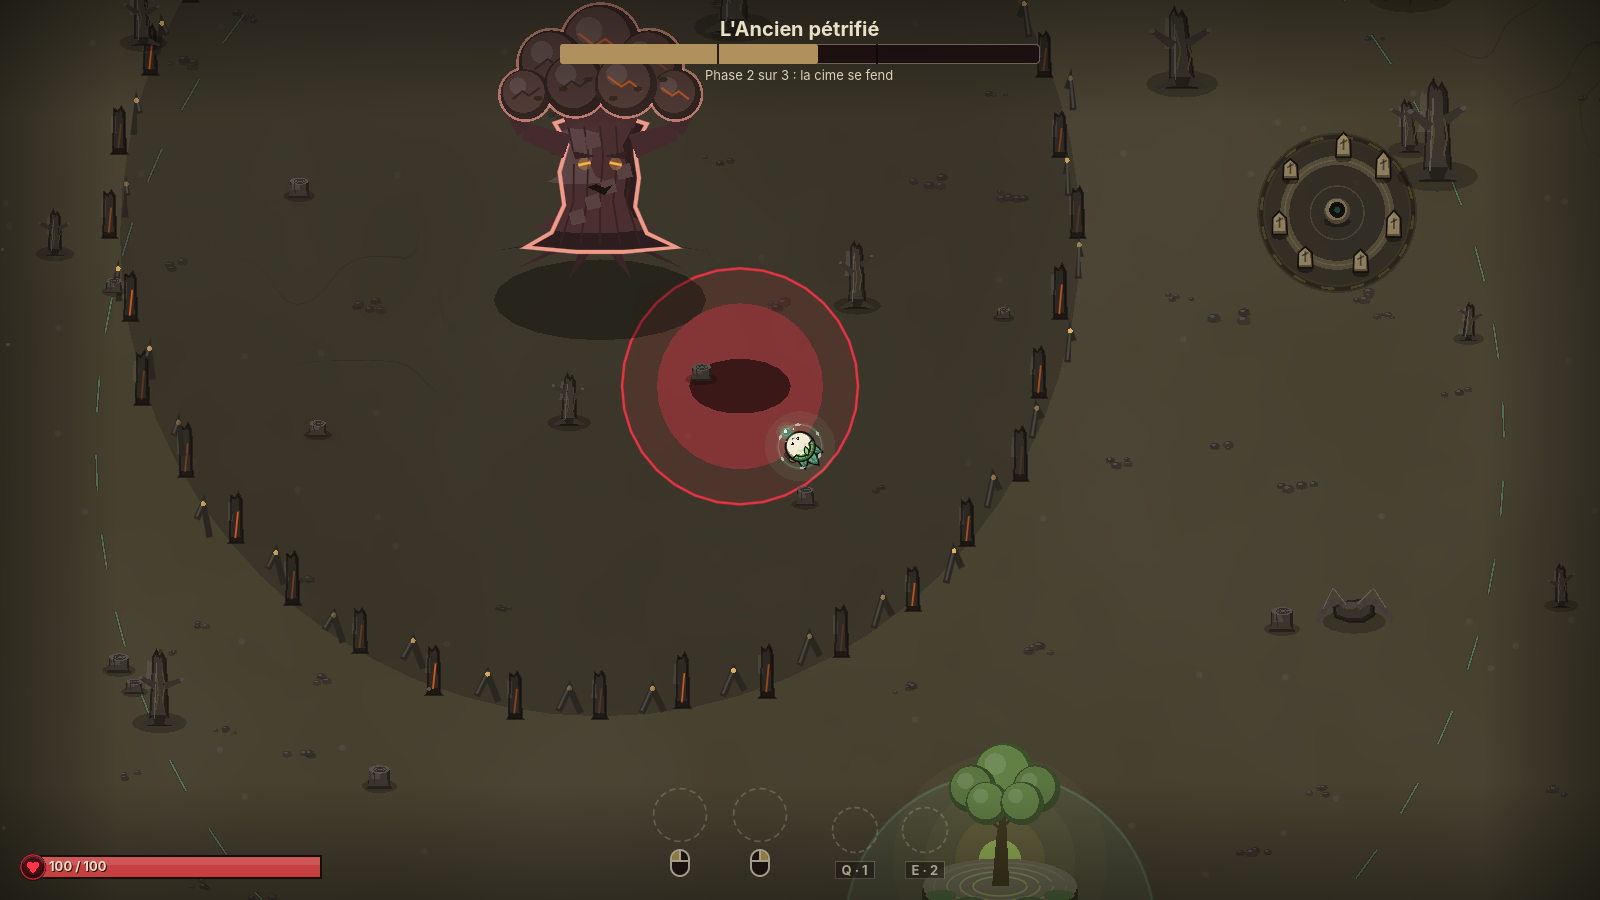 L'Ancien pétrifié
Phase 2 sur 3 : la cime se fend
100 / 100
Q · 1
E · 2